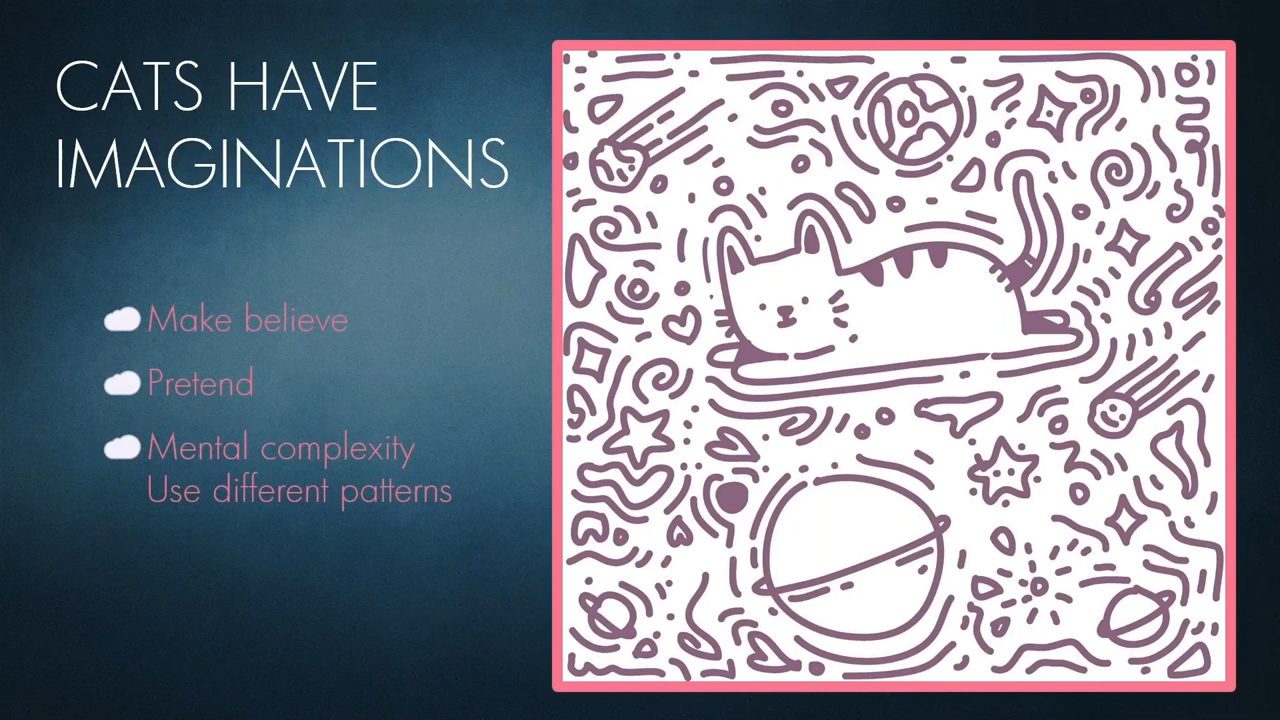 CATS HAVE
IMAGINATIONS
Make believe
Pretend
Mental complexity
Use different patterns